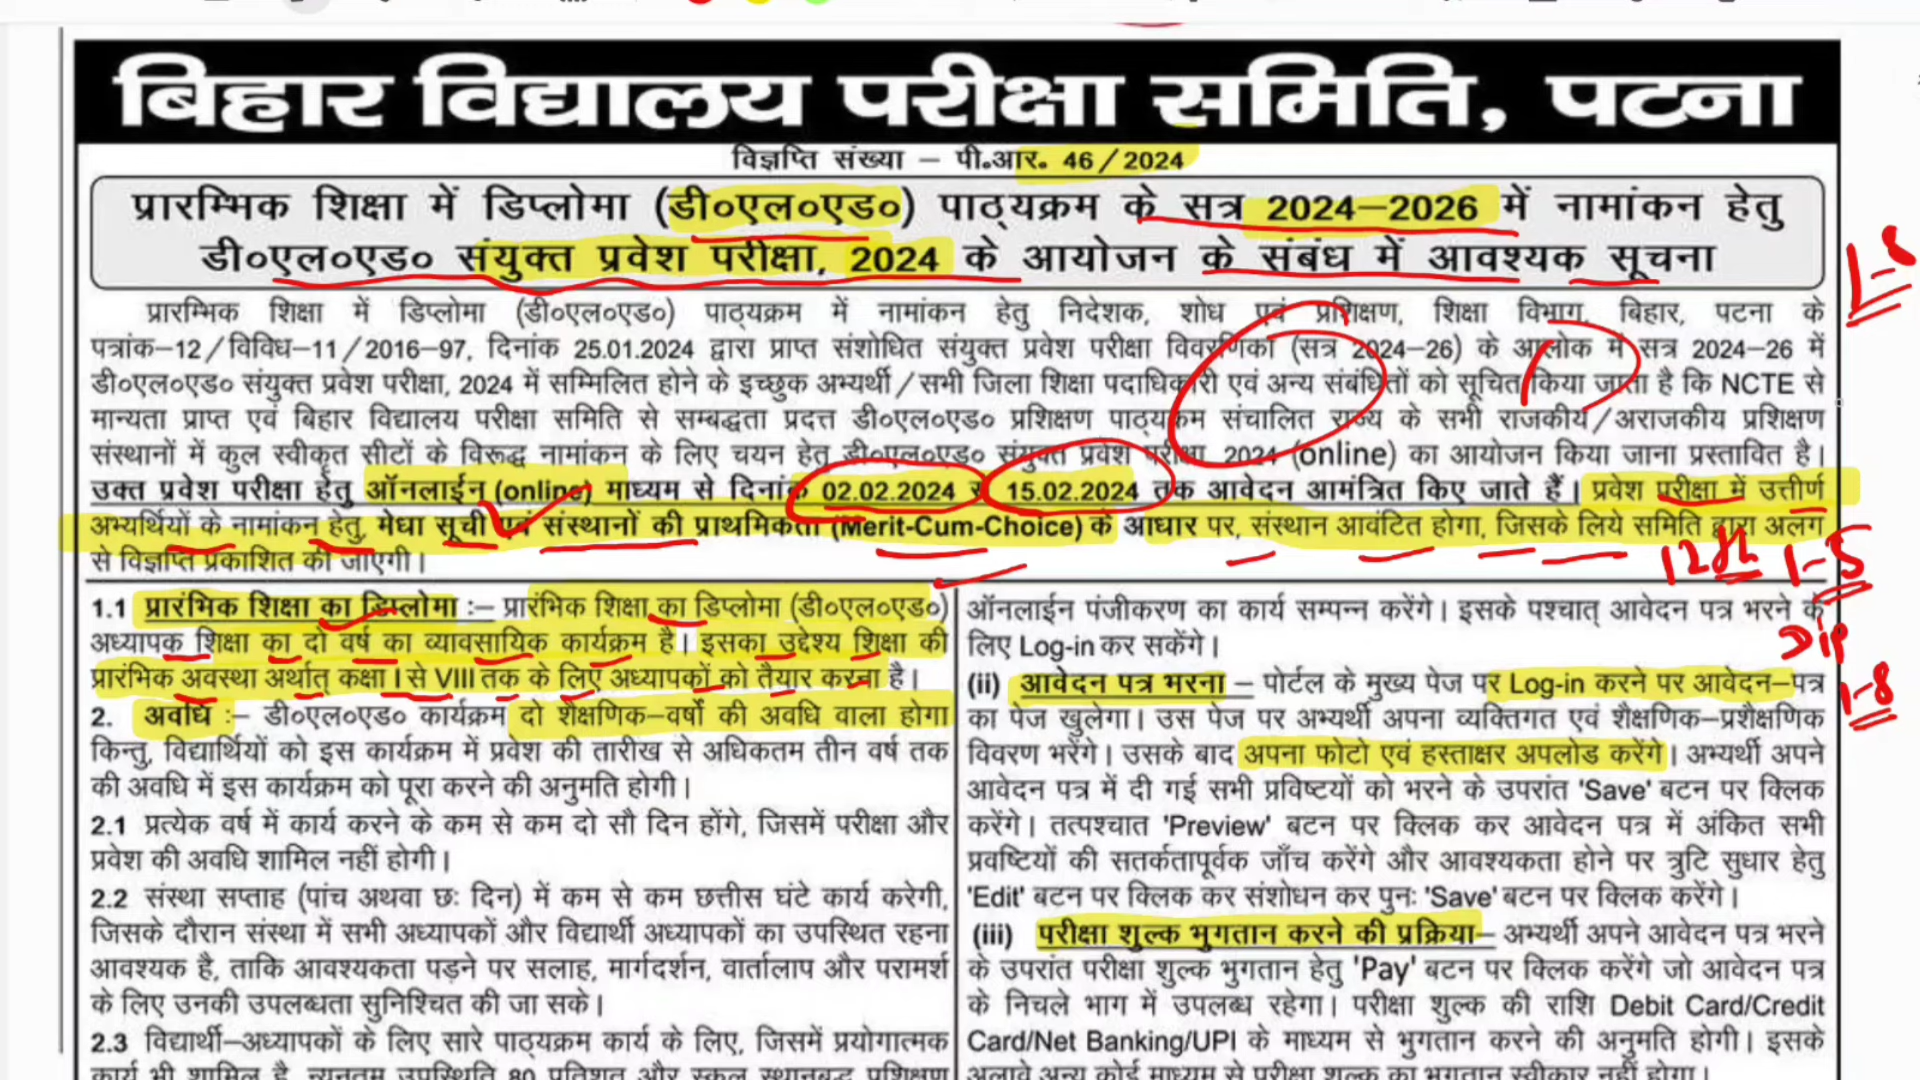 बिहार विद्यालय परीक्षा समिति, पटना
विज्ञप्ति संख्या – पी.आर. 46/2024
प्रारम्भिक शिक्षा में डिप्लोमा (डी०एल०एड०) पाठ्यक्रम के सत्र 2024–2026 में नामांकन हेतु
डी०एल०एड० संयुक्त प्रवेश परीक्षा, 2024 के आयोजन के संबंध में आवश्यक सूचना
1-8
प्रारम्भिक शिक्षा में डिप्लोमा (डी०एल०एड०) पाठ्यक्रम में नामांकन हेतु निदेशक, शोध एवं प्रशिक्षण, शिक्षा विभाग, बिहार, पटना के
पत्रांक–12/विविध–11/2016–97, दिनांक 25.01.2024 द्वारा प्राप्त संशोधित संयुक्त प्रवेश परीक्षा विवरणिका (सत्र 2024–26) के आलोक में सत्र 2024–26 में
डी०एल०एड० संयुक्त प्रवेश परीक्षा, 2024 में सम्मिलित होने के इच्छुक अभ्यर्थी/सभी जिला शिक्षा पदाधिकारी एवं अन्य संबंधितों को सूचित किया जाता है कि NCTE से
मान्यता प्राप्त एवं बिहार विद्यालय परीक्षा समिति से सम्बद्धता प्रदत्त डी०एल०एड० प्रशिक्षण पाठ्यक्रम संचालित राज्य के सभी राजकीय/अराजकीय प्रशिक्षण
संस्थानों में कुल स्वीकृत सीटों के विरूद्ध नामांकन के लिए चयन हेतु डी०एल०एड० संयुक्त प्रवेश परीक्षा, 2024 (online) का आयोजन किया जाना प्रस्तावित है।
उक्त प्रवेश परीक्षा हेतु ऑनलाईन (online) माध्यम से दिनांक 02.02.2024 से 15.02.2024 तक आवेदन आमंत्रित किए जाते हैं। प्रवेश परीक्षा में उत्तीर्ण
अभ्यर्थियों के नामांकन हेतु, मेधा सूची एवं संस्थानों की प्राथमिकता (Merit-Cum-Choice) के आधार पर, संस्थान आवंटित होगा, जिसके लिये समिति द्वारा अलग
से विज्ञप्ति प्रकाशित की जाएगी।
12th 1-5
Dip
1-8
1.1 प्रारंभिक शिक्षा का डिप्लोमा :– प्रारंभिक शिक्षा का डिप्लोमा (डी०एल०एड०)
अध्यापक शिक्षा का दो वर्ष का व्यावसायिक कार्यक्रम है। इसका उद्देश्य शिक्षा की
प्रारंभिक अवस्था अर्थात् कक्षा I से VIII तक के लिए अध्यापकों को तैयार करना है।
2. अवधि :– डी०एल०एड० कार्यक्रम दो शैक्षणिक–वर्षों की अवधि वाला होगा
किन्तु, विद्यार्थियों को इस कार्यक्रम में प्रवेश की तारीख से अधिकतम तीन वर्ष तक
की अवधि में इस कार्यक्रम को पूरा करने की अनुमति होगी।
2.1 प्रत्येक वर्ष में कार्य करने के कम से कम दो सौ दिन होंगे, जिसमें परीक्षा और
प्रवेश की अवधि शामिल नहीं होगी।
2.2 संस्था सप्ताह (पांच अथवा छः दिन) में कम से कम छत्तीस घंटे कार्य करेगी,
जिसके दौरान संस्था में सभी अध्यापकों और विद्यार्थी अध्यापकों का उपस्थित रहना
आवश्यक है, ताकि आवश्यकता पड़ने पर सलाह, मार्गदर्शन, वार्तालाप और परामर्श
के लिए उनकी उपलब्धता सुनिश्चित की जा सके।
2.3 विद्यार्थी–अध्यापकों के लिए सारे पाठ्यक्रम कार्य के लिए, जिसमें प्रयोगात्मक
कार्य भी शामिल है, न्यूनतम उपस्थिति 80 प्रतिशत और स्कूल स्थानबद्ध प्रशिक्षण
ऑनलाईन पंजीकरण का कार्य सम्पन्न करेंगे। इसके पश्चात् आवेदन पत्र भरने के
लिए Log-in कर सकेंगे।
(ii) आवेदन पत्र भरना – पोर्टल के मुख्य पेज पर Log-in करने पर आवेदन–पत्र
का पेज खुलेगा। उस पेज पर अभ्यर्थी अपना व्यक्तिगत एवं शैक्षणिक–प्रशैक्षणिक
विवरण भरेंगे। उसके बाद अपना फोटो एवं हस्ताक्षर अपलोड करेंगे। अभ्यर्थी अपने
आवेदन पत्र में दी गई सभी प्रविष्टयों को भरने के उपरांत 'Save' बटन पर क्लिक
करेंगे। तत्पश्चात 'Preview' बटन पर क्लिक कर आवेदन पत्र में अंकित सभी
प्रवष्टियों की सतर्कतापूर्वक जाँच करेंगे और आवश्यकता होने पर त्रुटि सुधार हेतु
'Edit' बटन पर क्लिक कर संशोधन कर पुनः 'Save' बटन पर क्लिक करेंगे।
(iii) परीक्षा शुल्क भुगतान करने की प्रक्रिया– अभ्यर्थी अपने आवेदन पत्र भरने
के उपरांत परीक्षा शुल्क भुगतान हेतु 'Pay' बटन पर क्लिक करेंगे जो आवेदन पत्र
के निचले भाग में उपलब्ध रहेगा। परीक्षा शुल्क की राशि Debit Card/Credit
Card/Net Banking/UPI के माध्यम से भुगतान करने की अनुमति होगी। इसके
अलावे अन्य कोई माध्यम से परीक्षा शुल्क का भुगतान स्वीकार नहीं होगा।